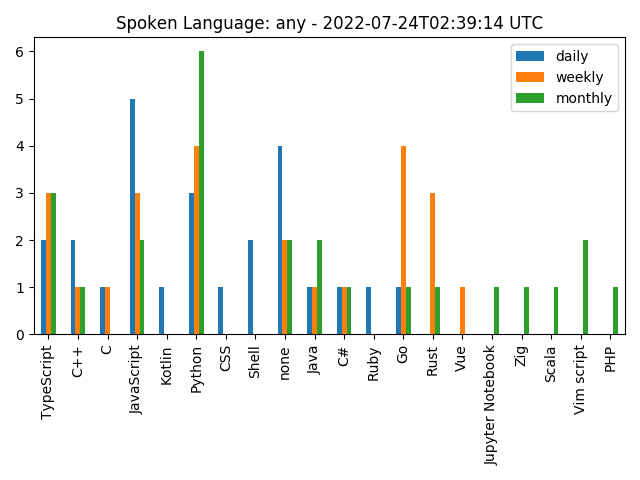 Spoken Language: any - 2022-07-24T02:39:14 UTC
daily
weekly
monthly
6
5
4
3
2
1
0
TypeScript
C++
C
JavaScript
Kotlin
Python
CSS
Shell
none
Java
C#
Ruby
Go
Rust
Vue
Jupyter Notebook
Zig
Scala
Vim script
PHP